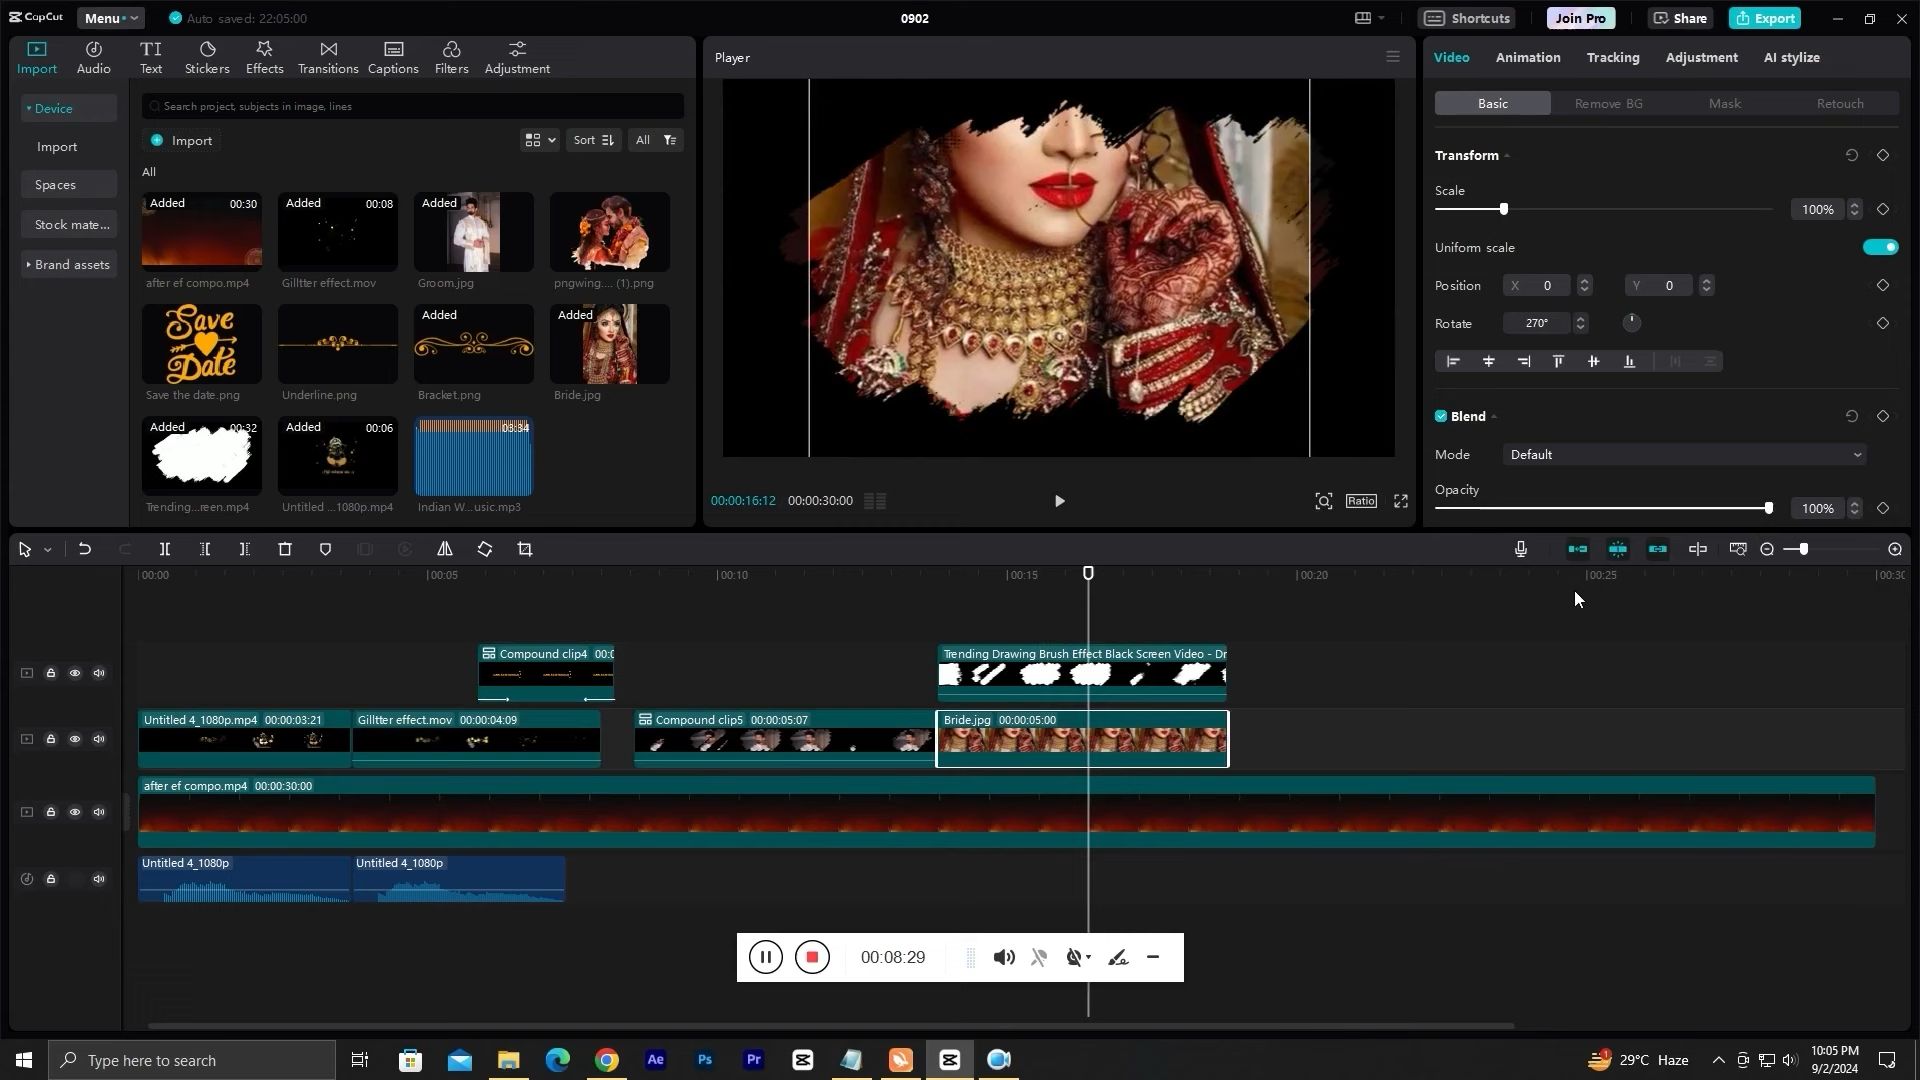 CapCut
Menu
Auto saved: 22:05:00
0902
Shortcuts
Join Pro
Share
Export
Import
Audio
Text
Stickers
Effects
Transitions
Captions
Filters
Adjustment
Device
Import
Spaces
Stock mate...
Brand assets
Search project, subjects in image, lines
Import
Sort
All
All
Added 00:30
Added 00:08
Added
after ef compo.mp4
Gilltter effect.mov
Groom.jpg
pngwing.... (1).png
Save
the
Date
Added
Added
Save the date.png
Underline.png
Bracket.png
Bride.jpg
Added 00:32
Added 00:06
03:34
Trending...reen.mp4
Untitled ...1080p.mp4
Indian W...usic.mp3
Player
00:00:16:12 00:00:30:00
Ratio
Video
Animation
Tracking
Adjustment
AI stylize
Basic
Remove BG
Mask
Retouch
Transform
Scale
100%
Uniform scale
Position X 0 Y 0
Rotate 270°
Blend
Mode Default
Opacity
100%
00:00
00:05
00:10
00:15
00:20
00:25
Compound clip4
Trending Drawing Brush Effect Black Screen Video - Dr
Untitled 4_1080p.mp4 00:00:03:21
Gilltter effect.mov 00:00:04:09
Compound clip5 00:00:05:07
Bride.jpg 00:00:05:00
after ef compo.mp4 00:00:30:00
Untitled 4_1080p
Untitled 4_1080p
00:08:29
Type here to search
Ae
Ps
Pr
29°C Haze
10:05 PM
9/2/2024